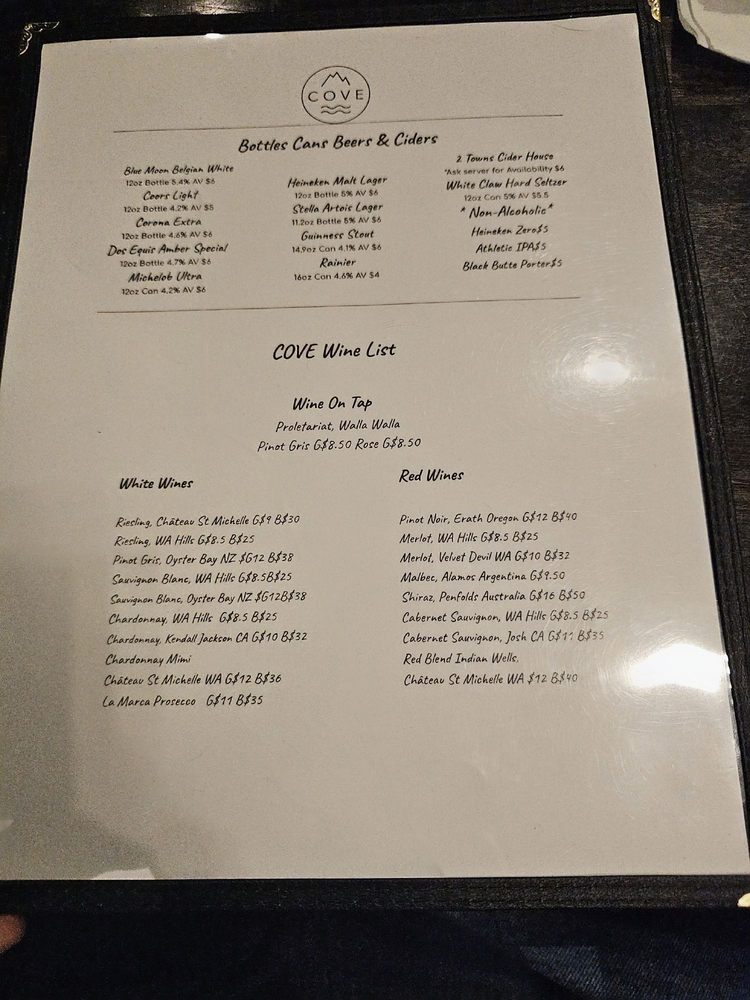 COVE
Bottles Cans Beers & Ciders
Blue Moon Belgian White
12oz Bottle 5.4% AV $6
Coors Light
12oz Bottle 4.2% AV $5
Corona Extra
12oz Bottle 4.6% AV $6
Dos Equis Amber Special
12oz Bottle 4.7% AV $6
Michelob Ultra
12oz Can 4.2% AV $6
Heineken Malt Lager
12oz Bottle 5% AV $6
Stella Artois Lager
11.2oz Bottle 5% AV $6
Guinness Stout
14.9oz Can 4.1% AV $6
Rainier
16oz Can 4.6% AV $4
2 Towns Cider House
*Ask server for Availability $6
White Claw Hard Seltzer
12oz Can 5% AV $5.5
* Non-Alcoholic*
Heineken Zero$5
Athletic IPA$5
Black Butte Porter$5
COVE Wine List
Wine On Tap
Proletariat, Walla Walla
Pinot Gris G$8.50 Rose G$8.50
White Wines
Riesling, Château St Michelle G$9 B$30
Riesling, WA Hills G$8.5 B$25
Pinot Gris, Oyster Bay NZ $G12 B$38
Sauvignon Blanc, WA Hills G$8.5B$25
Sauvignon Blanc, Oyster Bay NZ $G12B$38
Chardonnay, WA Hills G$8.5 B$25
Chardonnay, Kendall Jackson CA G$10 B$32
Chardonnay Mimi
Château St Michelle WA G$12 B$36
La Marca Prosecco G$11 B$35
Red Wines
Pinot Noir, Erath Oregon G$12 B$40
Merlot, WA Hills G$8.5 B$25
Merlot, Velvet Devil WA G$10 B$32
Malbec, Alamos Argentina G$9.50
Shiraz, Penfolds Australia G$16 B$50
Cabernet Sauvignon, WA Hills G$8.5 B$25
Cabernet Sauvignon, Josh CA G$11 B$35
Red Blend Indian Wells,
Château St Michelle WA $12 B$40